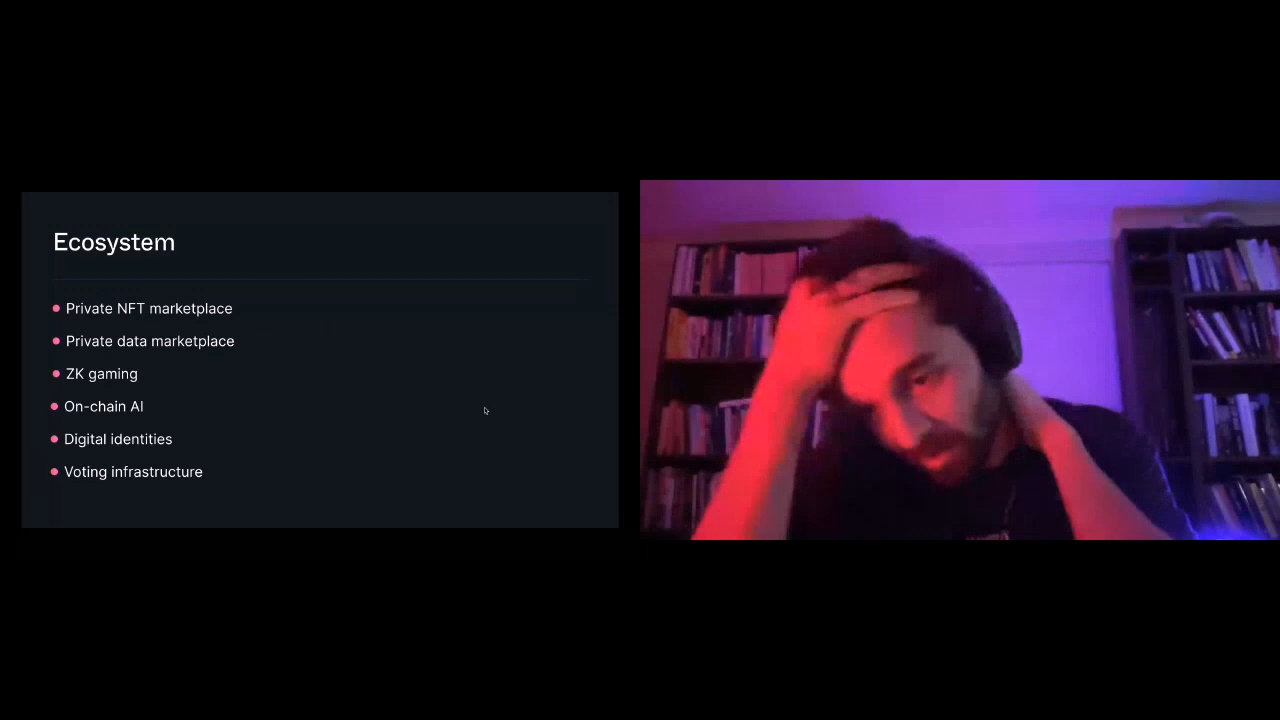 Ecosystem
Private NFT marketplace
Private data marketplace
ZK gaming
On-chain AI
Digital identities
Voting infrastructure